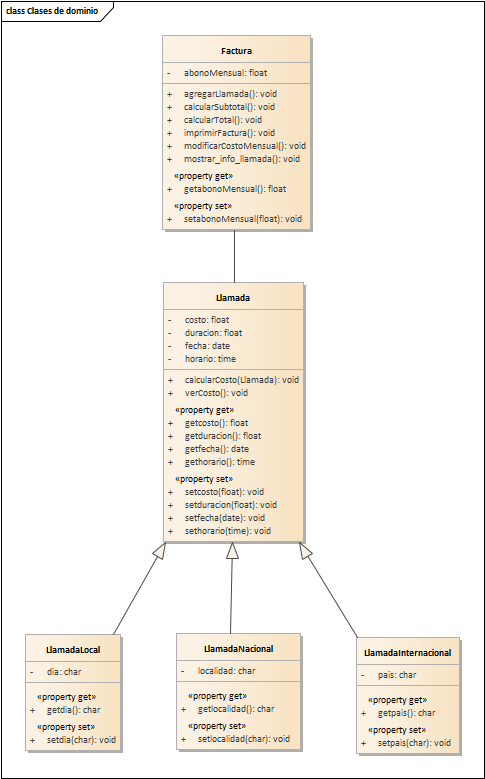 class Clases de dominio
Factura
- abonoMensual: float
+ agregarLlamada(): void
+ calcularSubtotal(): void
+ calcularTotal(): void
+ imprimirFactura(): void
+ modificarCostoMensual(): void
+ mostrar_info_llamada(): void
«property get»
+ getabonoMensual(): float
«property set»
+ setabonoMensual(float): void
Llamada
- costo: float
- duracion: float
- fecha: date
- horario: time
+ calcularCosto(Llamada): void
+ verCosto(): void
«property get»
+ getcosto(): float
+ getduracion(): float
+ getfecha(): date
+ gethorario(): time
«property set»
+ setcosto(float): void
+ setduracion(float): void
+ setfecha(date): void
+ sethorario(time): void
LlamadaLocal
- dia: char
«property get»
+ getdia(): char
«property set»
+ setdia(char): void
LlamadaNacional
- localidad: char
«property get»
+ getlocalidad(): char
«property set»
+ setlocalidad(char): void
LlamadaInternacional
- pais: char
«property get»
+ getpais(): char
«property set»
+ setpais(char): void